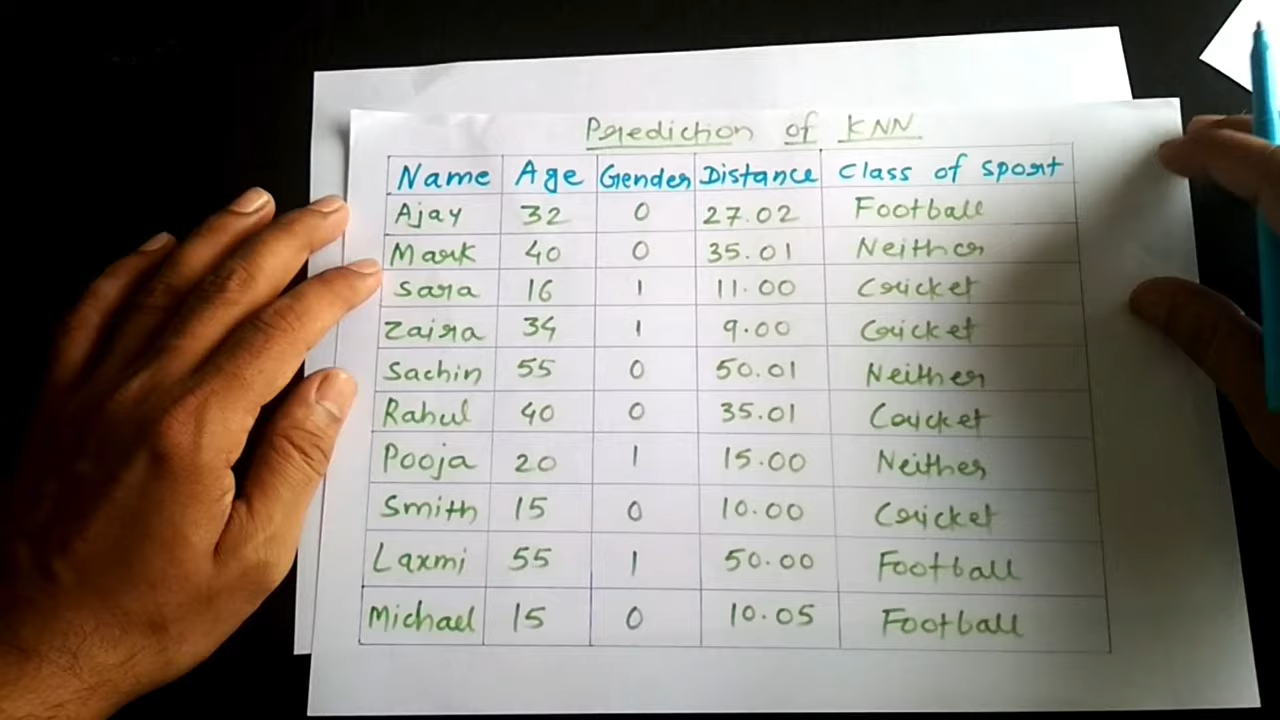 Prediction of KNN
Name Age Gender Distance Class of sport
Ajay 32 0 27.02 Football
Mark 40 0 35.01 Neither
Sara 16 1 11.00 Cricket
Zaira 34 1 9.00 Cricket
Sachin 55 0 50.01 Neither
Rahul 40 0 35.01 Cricket
Pooja 20 1 15.00 Neither
Smith 15 0 10.00 Cricket
Laxmi 55 1 50.00 Football
Michael 15 0 10.05 Football